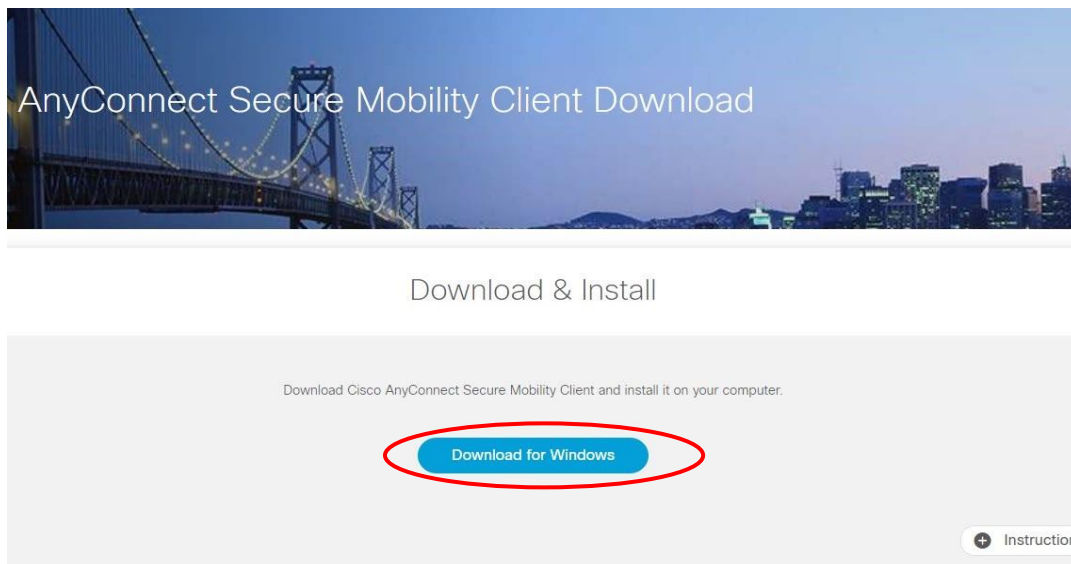 AnyConnect Secure Mobility Client Download
Download & Install
Download Cisco AnyConnect Secure Mobility Client and install it on your computer.
Download for Windows